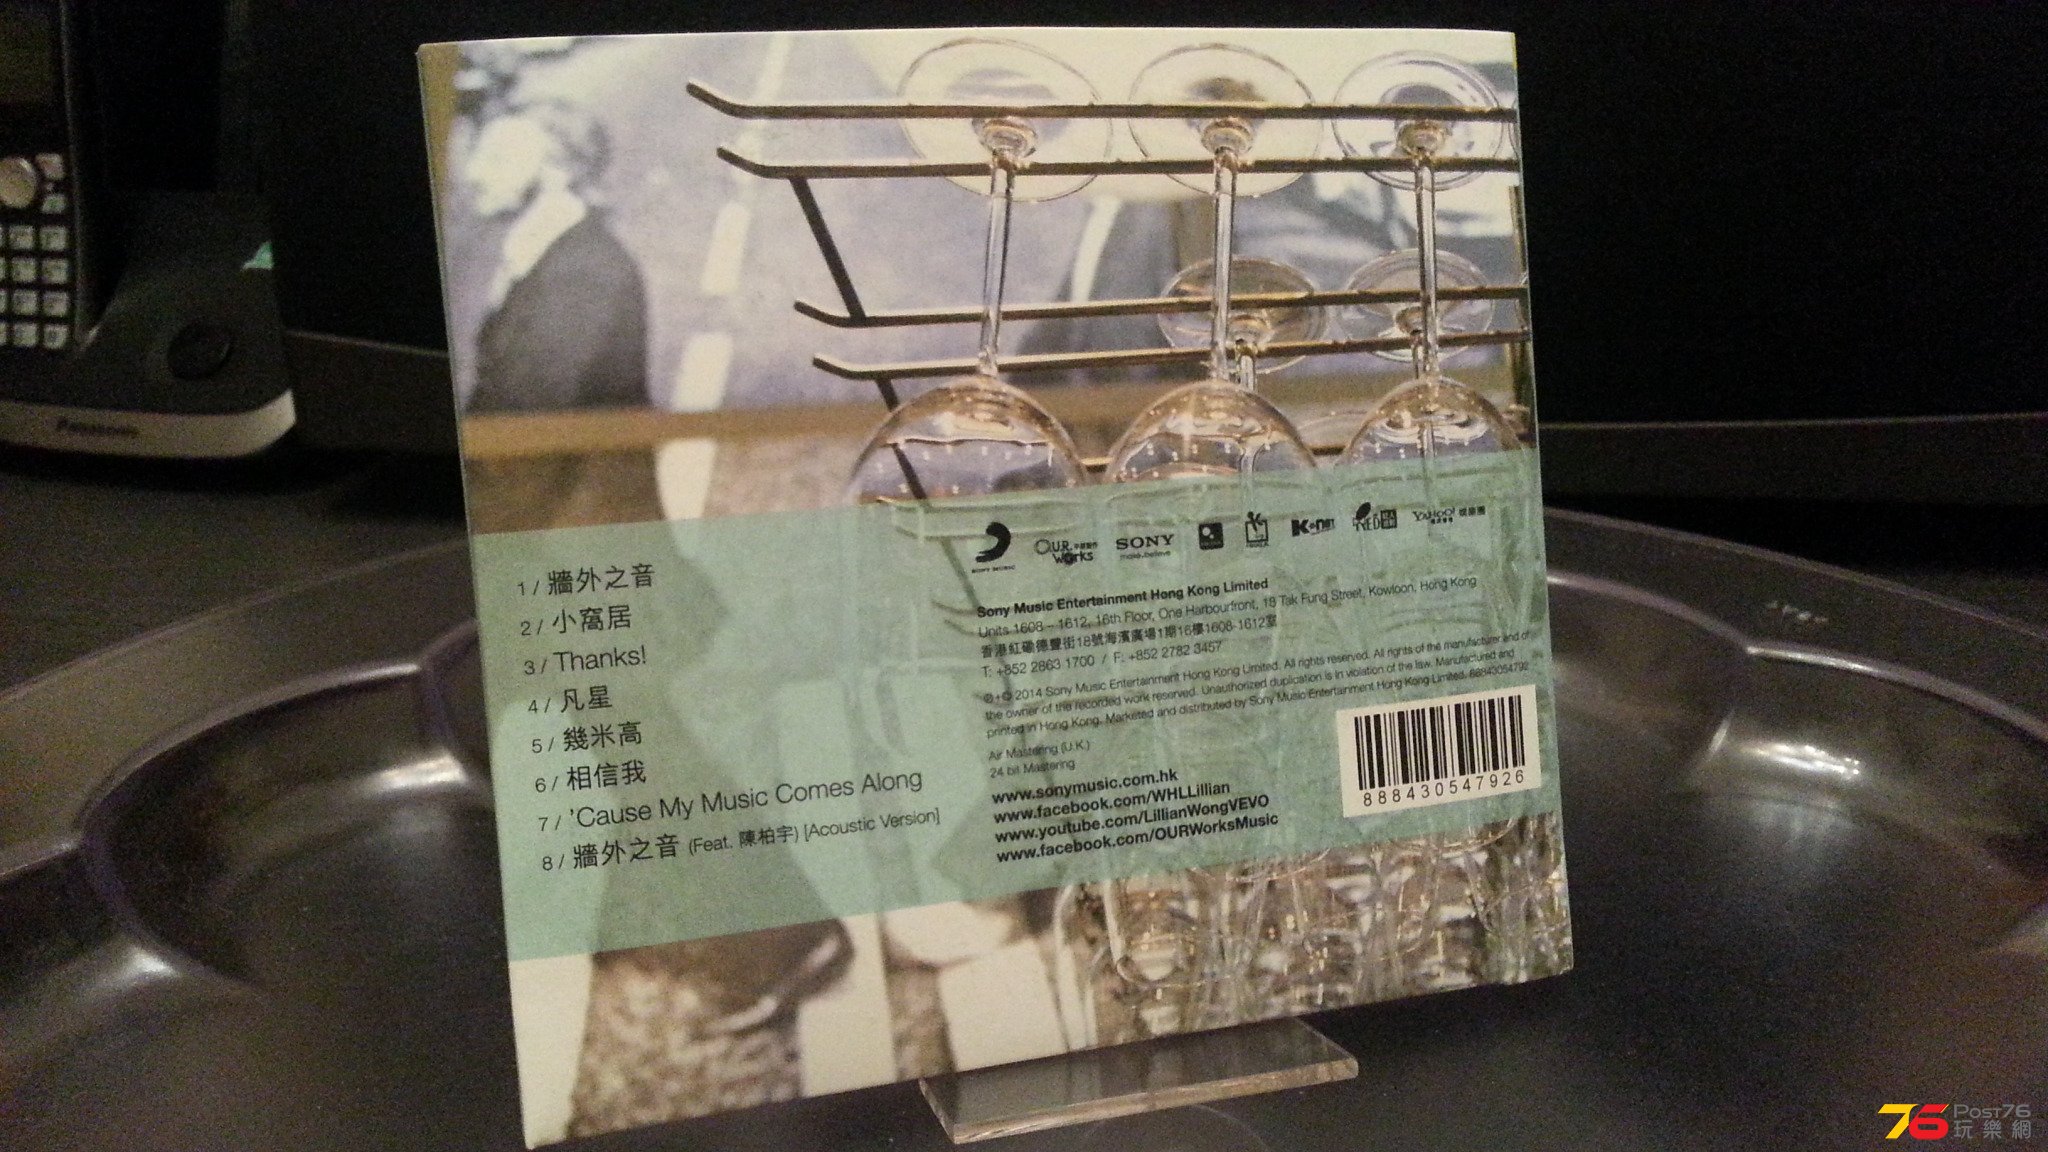 Panasonic
1 / 牆外之音
2 / 小窩居
3 / Thanks!
4 / 凡星
5 / 幾米高
6 / 相信我
7 / 'Cause My Music Comes Along
8 / 牆外之音 (Feat. 陳柏宇) [Acoustic Version]
SONY MUSIC
O.U.R. works
SONY
make.believe
K-NET
YAHOO! 娛樂圈
Sony Music Entertainment Hong Kong Limited
Units 1608 - 1612, 16th Floor, One Harbourfront, 18 Tak Fung Street, Kowloon, Hong Kong
香港紅磡德豐街18號海濱廣場1期16樓1608-1612室
T: +852 2863 1700 / F: +852 2782 3457
℗+© 2014 Sony Music Entertainment Hong Kong Limited. All rights reserved. All rights of the manufacturer and of
the owner of the recorded work reserved. Unauthorized duplication is in violation of the law. Manufactured and
printed in Hong Kong. Marketed and distributed by Sony Music Entertainment Hong Kong Limited. 88843054792
Air Mastering (U.K.)
24 bit Mastering
www.sonymusic.com.hk
www.facebook.com/WHLLillian
www.youtube.com/LillianWongVEVO
www.facebook.com/OURWorksMusic
888430547926
76 Post76
玩樂網